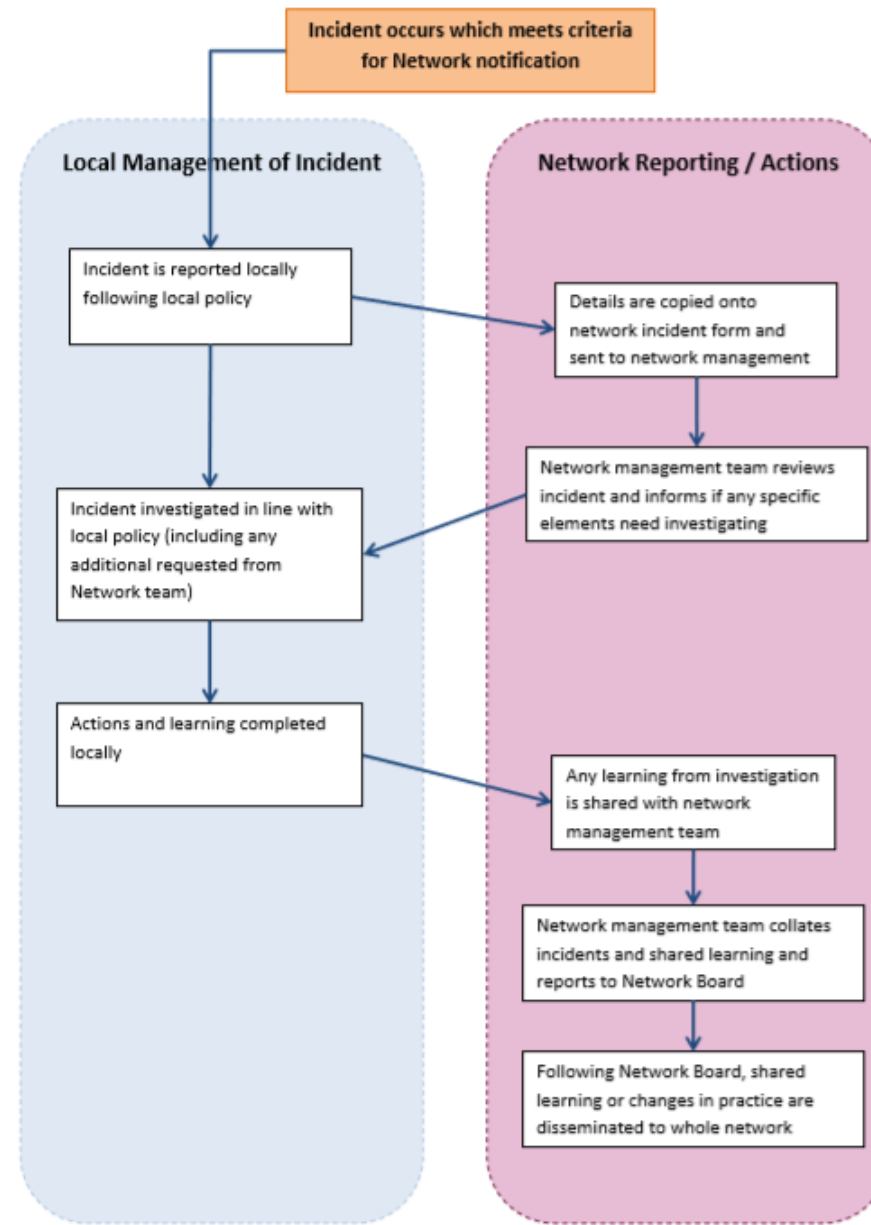 Incident occurs which meets criteria
for Network notification
Local Management of Incident
Network Reporting / Actions
Incident is reported locally
following local policy
Details are copied onto
network incident form and
sent to network management
Network management team reviews
incident and informs if any specific
elements need investigating
Incident investigated in line with
local policy (including any
additional requested from
Network team)
Actions and learning completed
locally
Any learning from investigation
is shared with network
management team
Network management team collates
incidents and shared learning and
reports to Network Board
Following Network Board, shared
learning or changes in practice are
disseminated to whole network